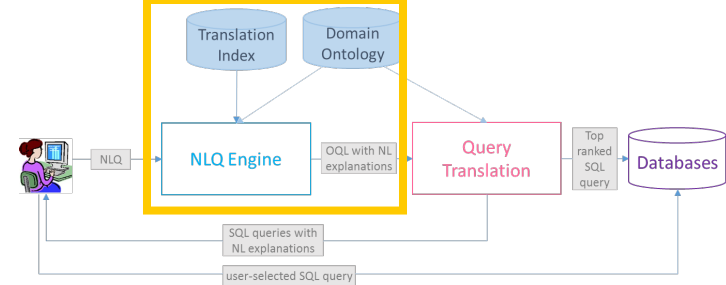 Translation
Index
Domain
Ontology
NLQ
NLQ Engine
OQL with NL
explanations
Query
Translation
Top
ranked
SQL
query
Databases
SQL queries with
NL explanations
user-selected SQL query